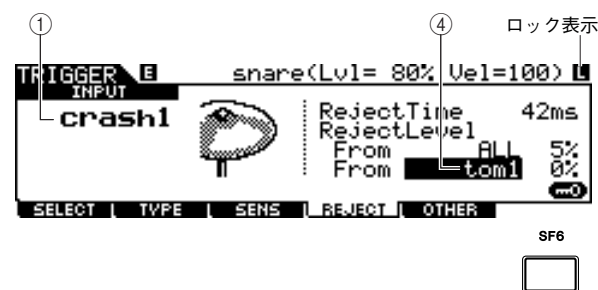 ① ④ ロック表示
TRIGGER E snare(Lvl= 80% Vel=100) L
INPUT
crash1
RejectTime 42ms
RejectLevel
From ALL 5%
From tom1 0%
SELECT TYPE SENS REJECT OTHER
SF6